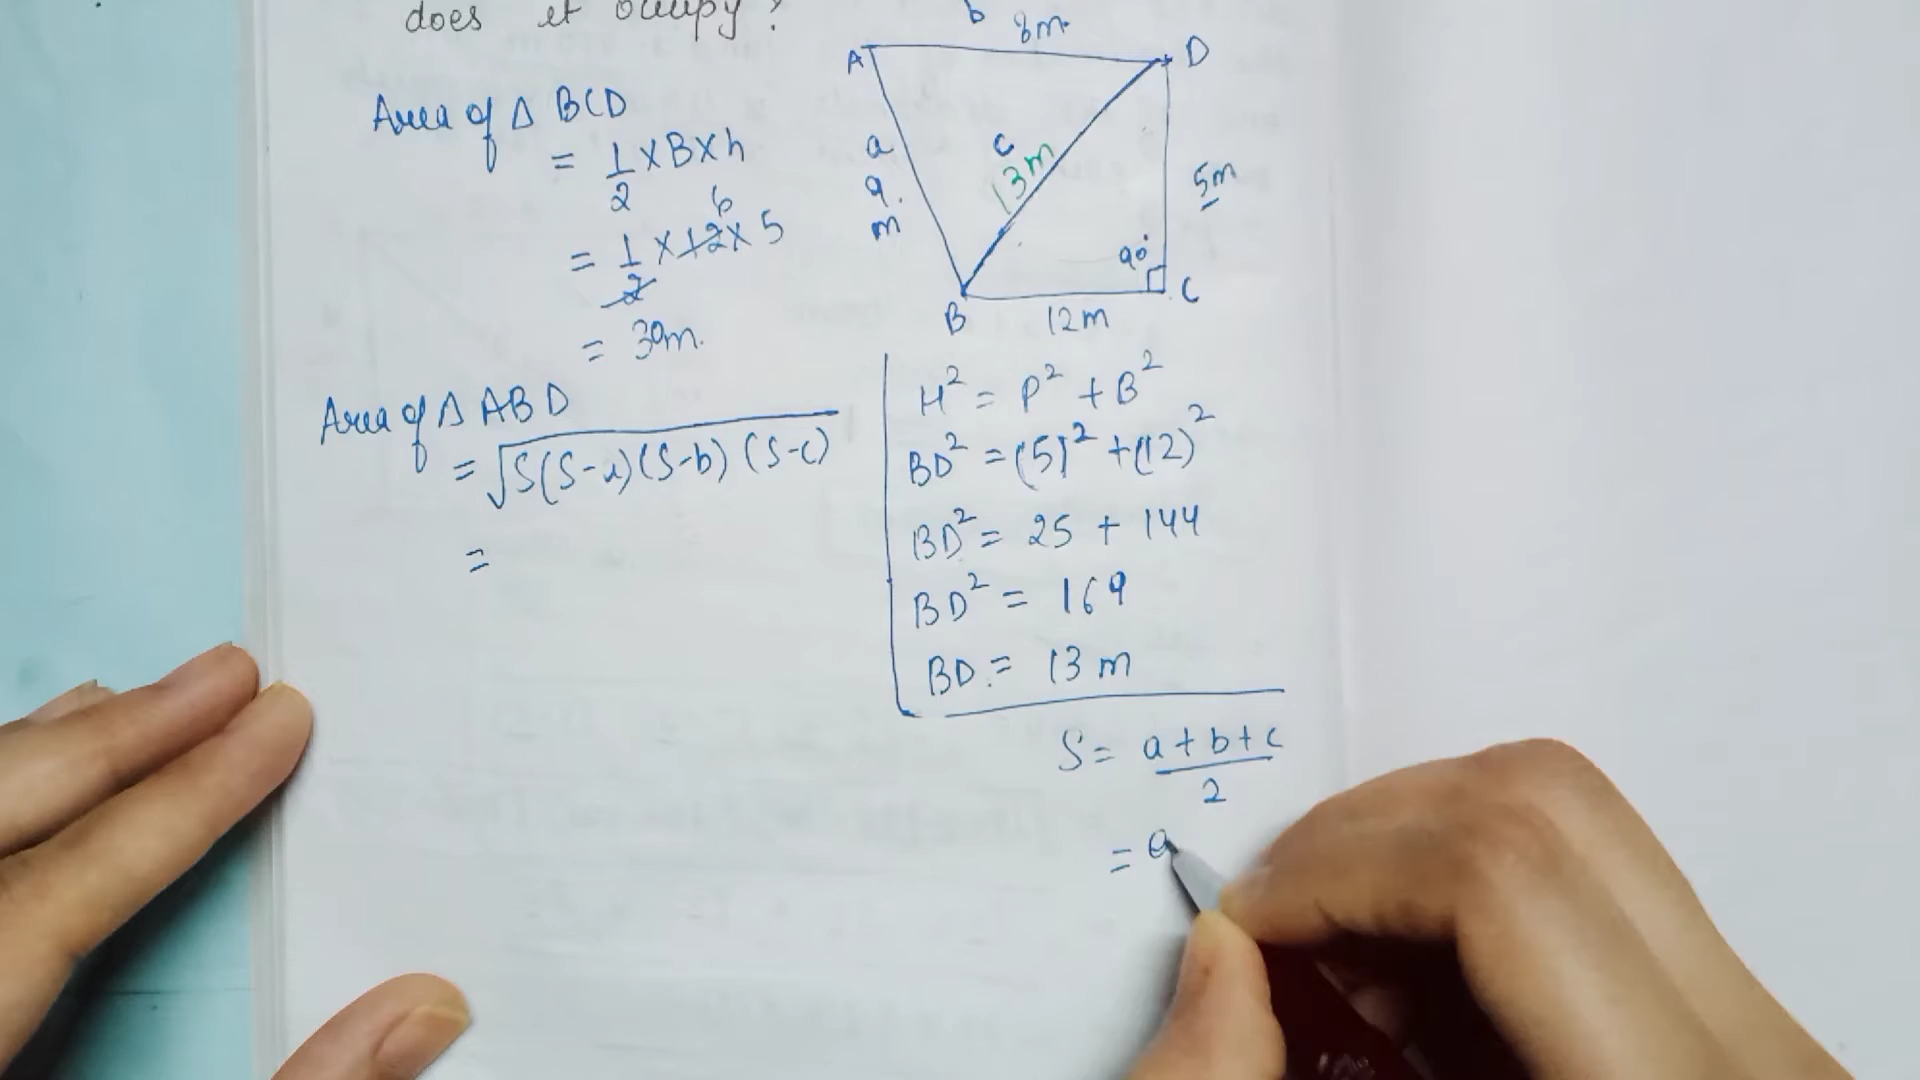 does it occupy?
b 8m.
A D
Area of Δ BCD
= 1/2 × B × h
6
= 1/2 × 12 × 5
= 30m.
a
9.
m
c
13m
5m
90°
C
B 12m
Area of Δ ABD
= √S(S-a)(S-b)(S-c)
=
H² = P² + B²
BD² = (5)² + (12)²
BD² = 25 + 144
BD² = 169
BD = 13 m
S = a+b+c/2
= 9